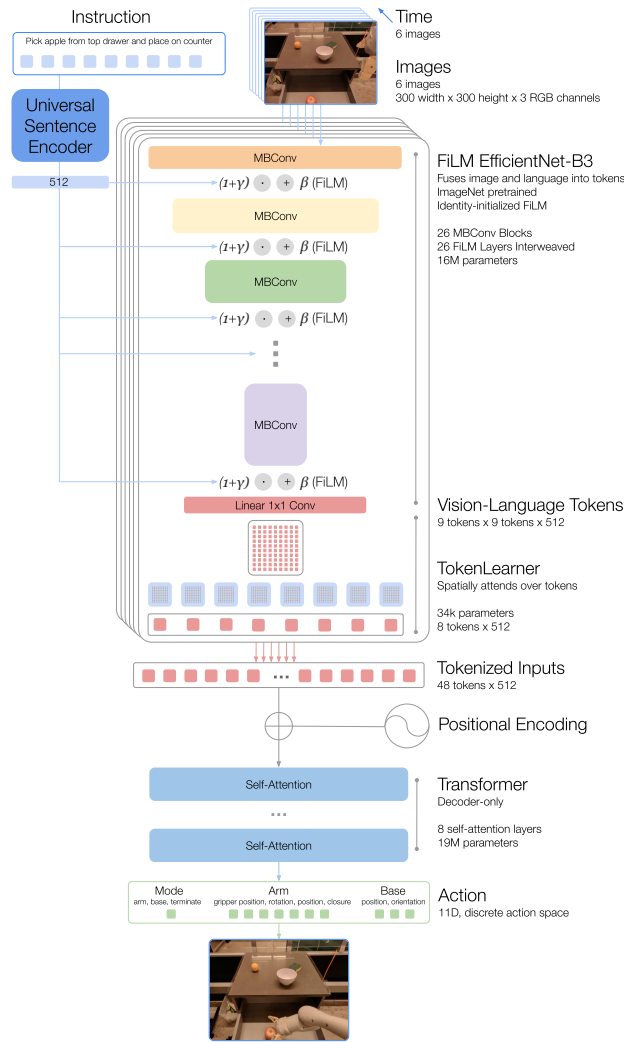 Instruction
Pick apple from top drawer and place on counter
Universal
Sentence
Encoder
512
Time
6 images
Images
6 images
300 width x 300 height x 3 RGB channels
MBConv
(1+γ) · + β (FiLM)
MBConv
(1+γ) · + β (FiLM)
MBConv
(1+γ) · + β (FiLM)
MBConv
(1+γ) · + β (FiLM)
Linear 1x1 Conv
FiLM EfficientNet-B3
Fuses image and language into tokens
ImageNet pretrained
Identity-initialized FiLM
26 MBConv Blocks
26 FiLM Layers Interweaved
16M parameters
Vision-Language Tokens
9 tokens x 9 tokens x 512
TokenLearner
Spatially attends over tokens
34k parameters
8 tokens x 512
Tokenized Inputs
48 tokens x 512
Positional Encoding
Self-Attention
Self-Attention
Transformer
Decoder-only
8 self-attention layers
19M parameters
Mode
arm, base, terminate
Arm
gripper position, rotation, position, closure
Base
position, orientation
Action
11D, discrete action space